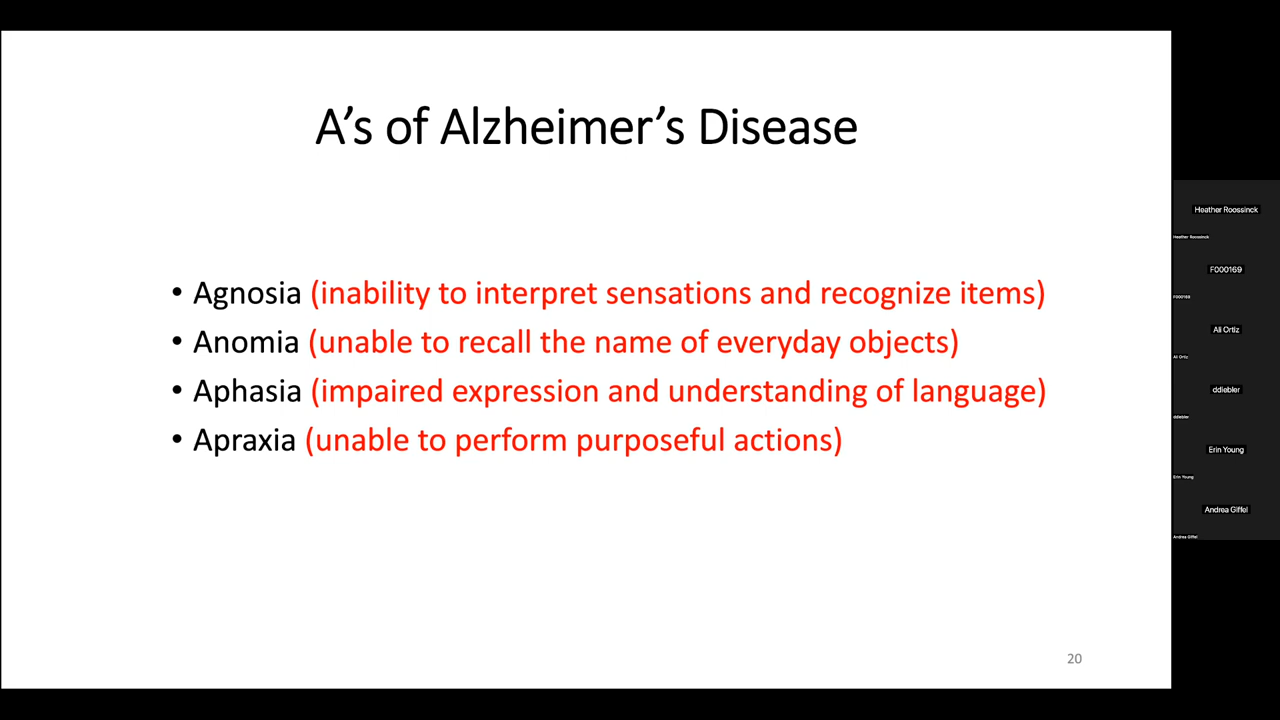 A's of Alzheimer's Disease
• Agnosia (inability to interpret sensations and recognize items)
• Anomia (unable to recall the name of everyday objects)
• Aphasia (impaired expression and understanding of language)
• Apraxia (unable to perform purposeful actions)
20
Heather Roossinck
Heather Roossinck
F000169
F000169
Ali Ortiz
Ali Ortiz
ddiebler
ddiebler
Erin Young
Erin Young
Andrea Giffel
Andrea Giffel